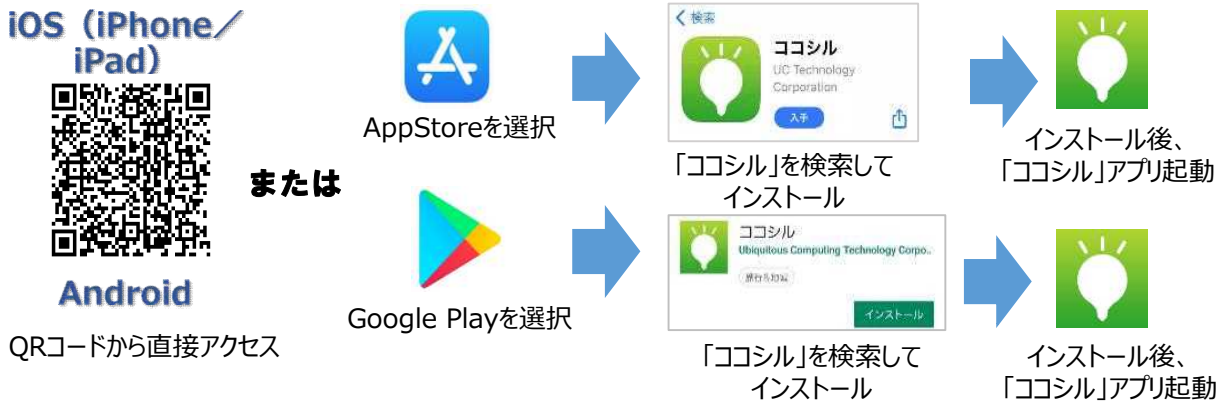 iOS（iPhone／
iPad）
Android
QRコードから直接アクセス
または
AppStoreを選択
Google Playを選択
検索
ココシル
UC Technology
Corporation
入手
「ココシル」を検索して
インストール
ココシル
Ubiquitous Computing Technology Corpo..
旅行&地域
インストール
「ココシル」を検索して
インストール
インストール後、
「ココシル」アプリ起動
インストール後、
「ココシル」アプリ起動